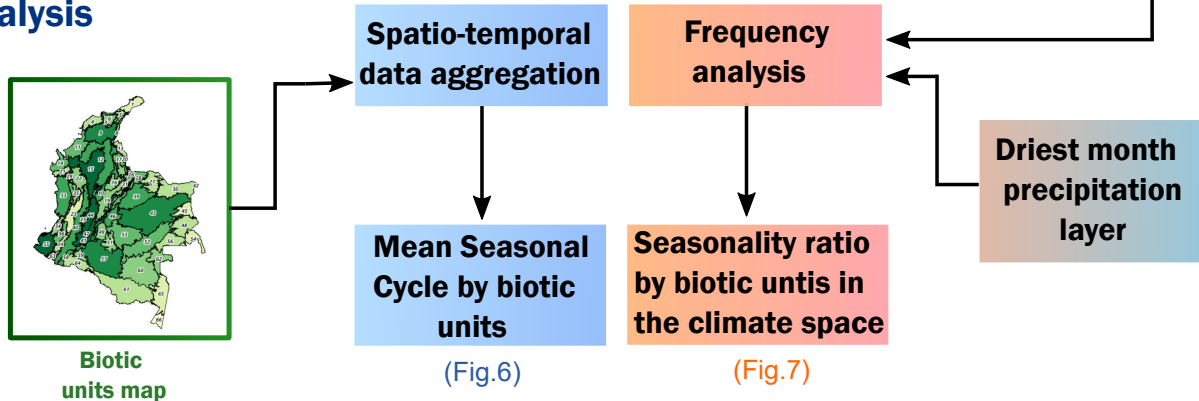 alysis
Spatio-temporal
data aggregation
Frequency
analysis
Driest month
precipitation
layer
Mean Seasonal
Cycle by biotic
units
(Fig.6)
Seasonality ratio
by biotic untis in
the climate space
(Fig.7)
Biotic
units map